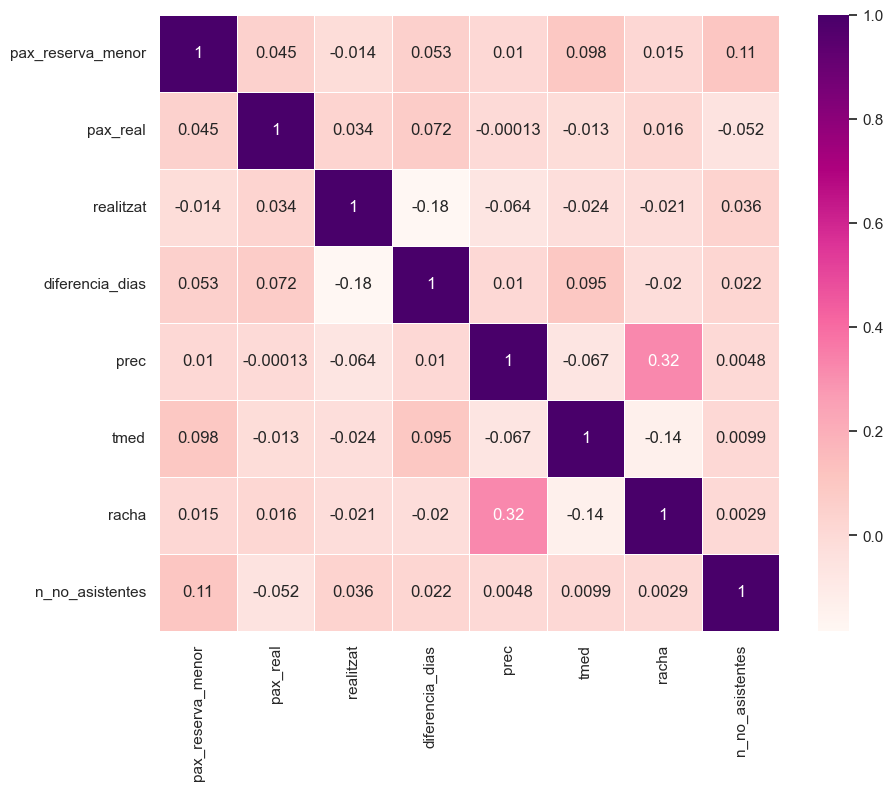 pax_reserva_menor 1 0.045 -0.014 0.053 0.01 0.098 0.015 0.11
pax_real 0.045 1 0.034 0.072 -0.00013 -0.013 0.016 -0.052
realitzat -0.014 0.034 1 -0.18 -0.064 -0.024 -0.021 0.036
diferencia_dias 0.053 0.072 -0.18 1 0.01 0.095 -0.02 0.022
prec 0.01 -0.00013 -0.064 0.01 1 -0.067 0.32 0.0048
tmed 0.098 -0.013 -0.024 0.095 -0.067 1 -0.14 0.0099
racha 0.015 0.016 -0.021 -0.02 0.32 -0.14 1 0.0029
n_no_asistentes 0.11 -0.052 0.036 0.022 0.0048 0.0099 0.0029 1
pax_reserva_menor
pax_real
realitzat
diferencia_dias
prec
tmed
racha
n_no_asistentes
1.0
0.8
0.6
0.4
0.2
0.0